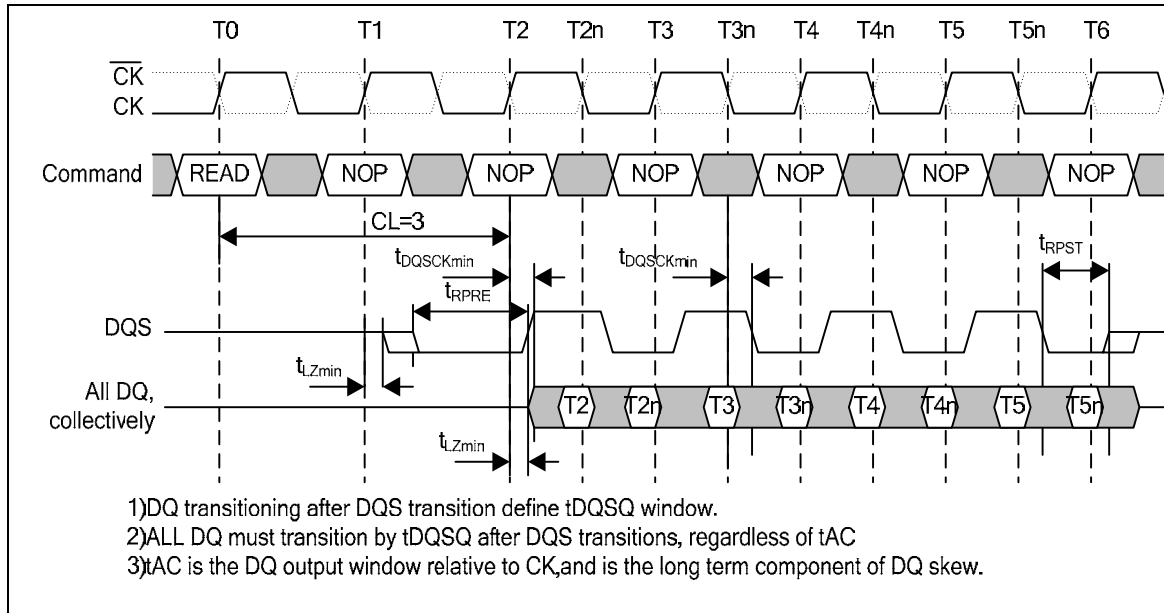 T0 T1 T2 T2n T3 T3n T4 T4n T5 T5n T6
CK
CK
Command READ NOP NOP NOP NOP NOP NOP
CL=3
tDQSCKmin tDQSCKmin tRPST
tRPRE
DQS
tLZmin
All DQ,
collectively
T2 T2n T3 T3n T4 T4n T5 T5n
tLZmin
1)DQ transitioning after DQS transition define tDQSQ window.
2)ALL DQ must transition by tDQSQ after DQS transitions, regardless of tAC
3)tAC is the DQ output window relative to CK,and is the long term component of DQ skew.